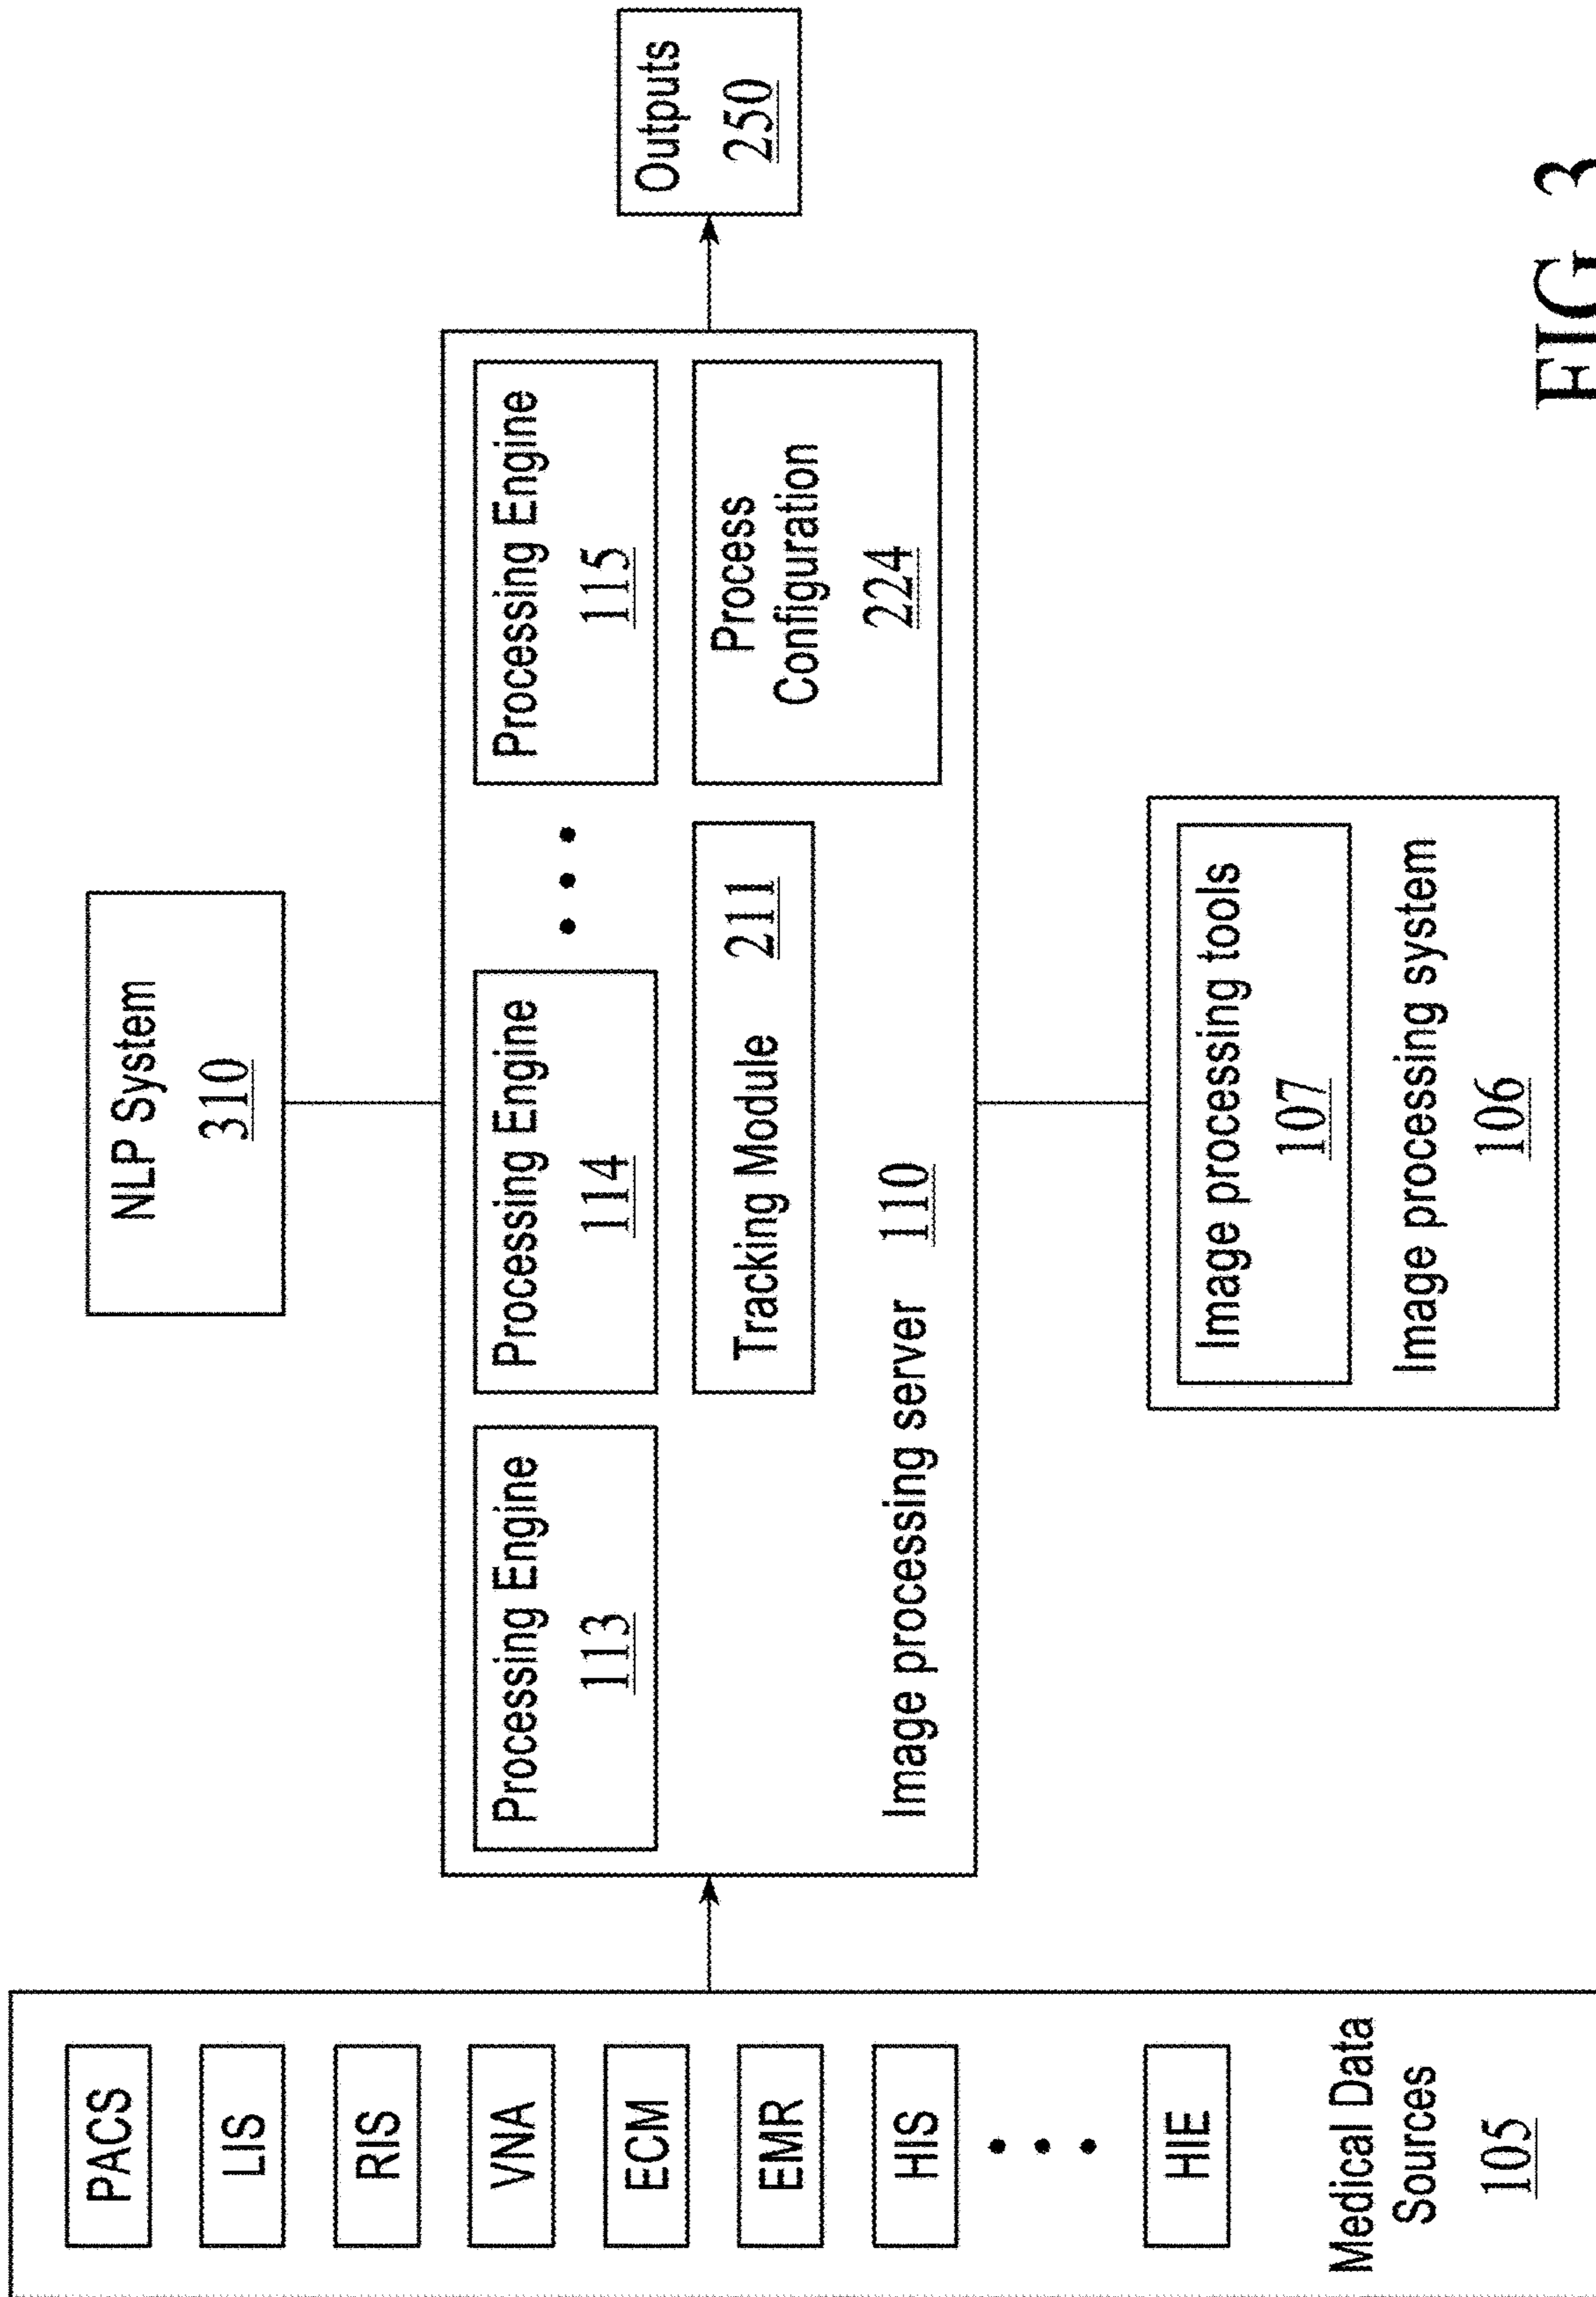 PACS
LIS
RIS
VNA
ECM
EMR
HIS
HIE
Medical Data
Sources
105
NLP System
310
Processing Engine
113
Processing Engine
114
Processing Engine
115
Tracking Module 211
Process
Configuration
224
Image processing server 110
Image processing tools
107
Image processing system
106
Outputs
250
FIG. 3